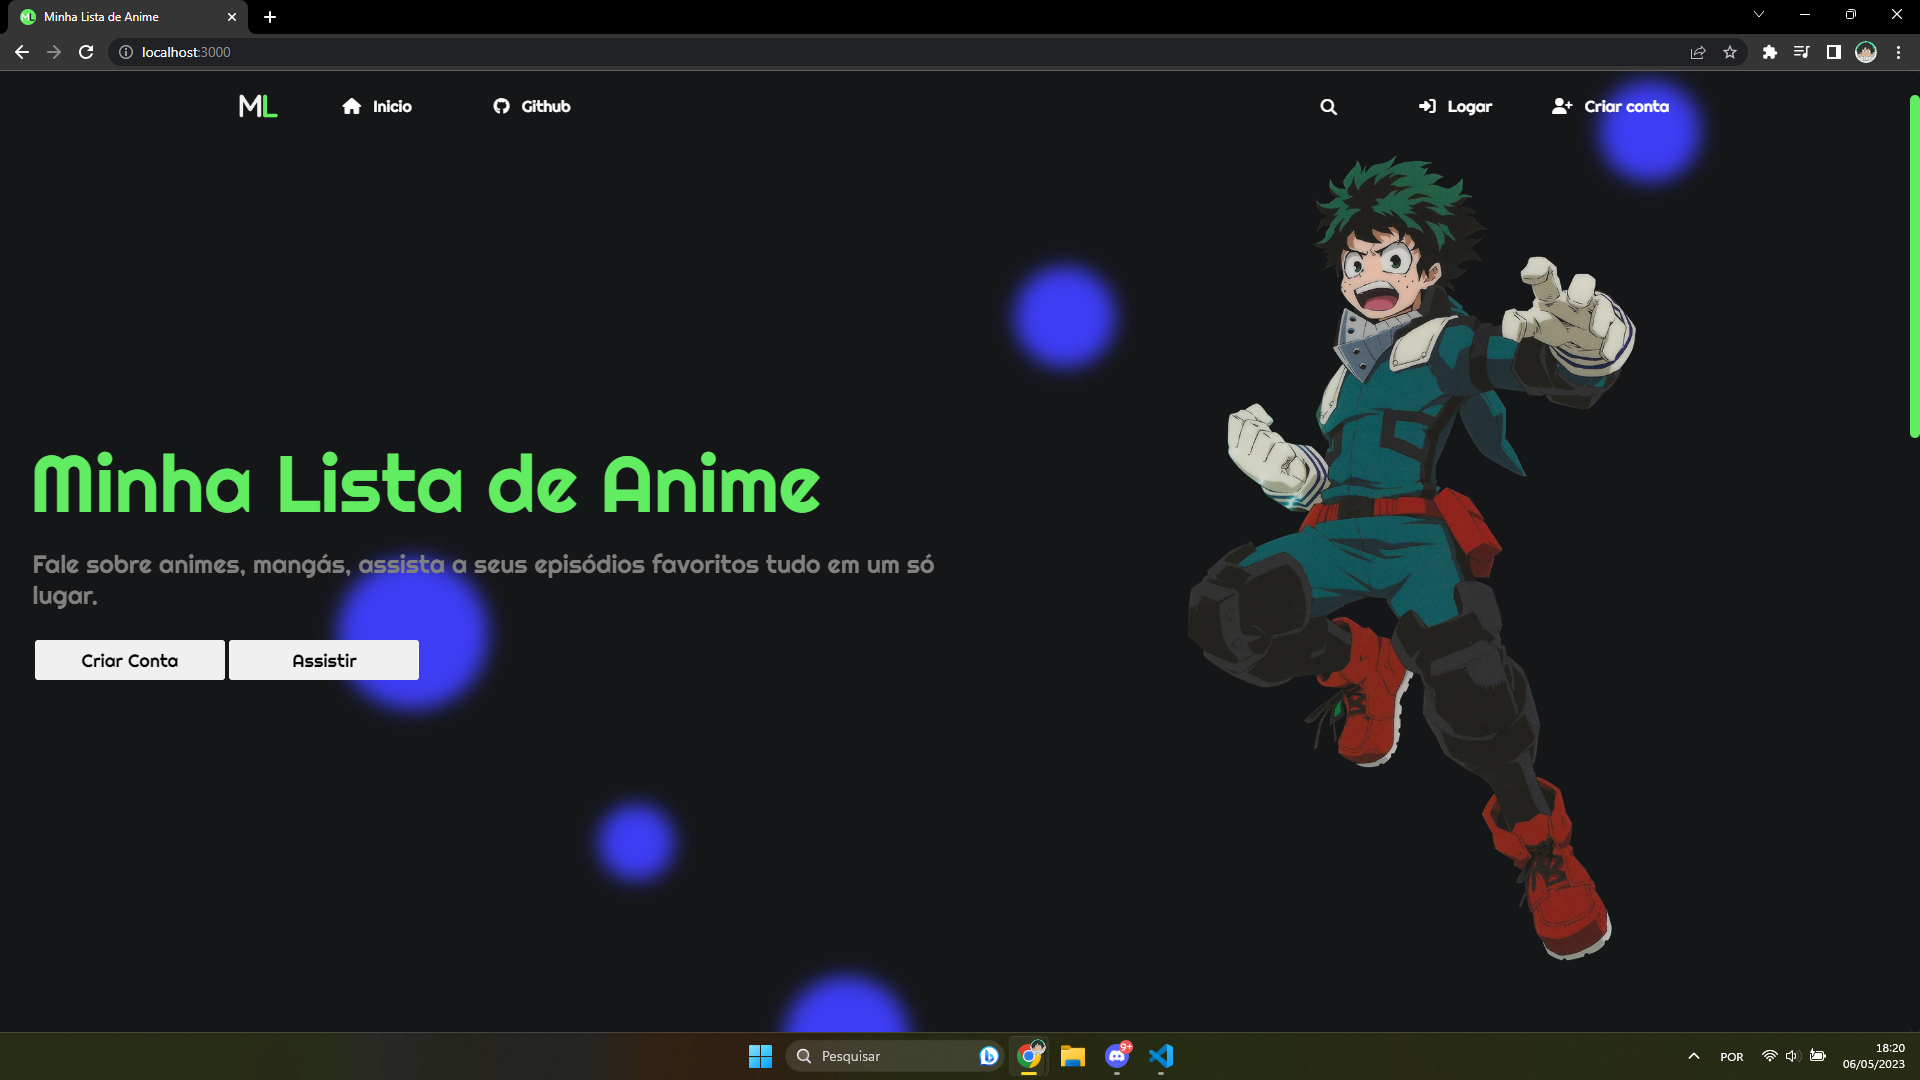 Minha Lista de Anime
localhost:3000
ML Inicio Github Logar Criar conta
Minha Lista de Anime
Fale sobre animes, mangás, assista a seus episódios favoritos tudo em um só
lugar.
Criar Conta Assistir
Pesquisar 9+ POR 18:20
06/05/2023